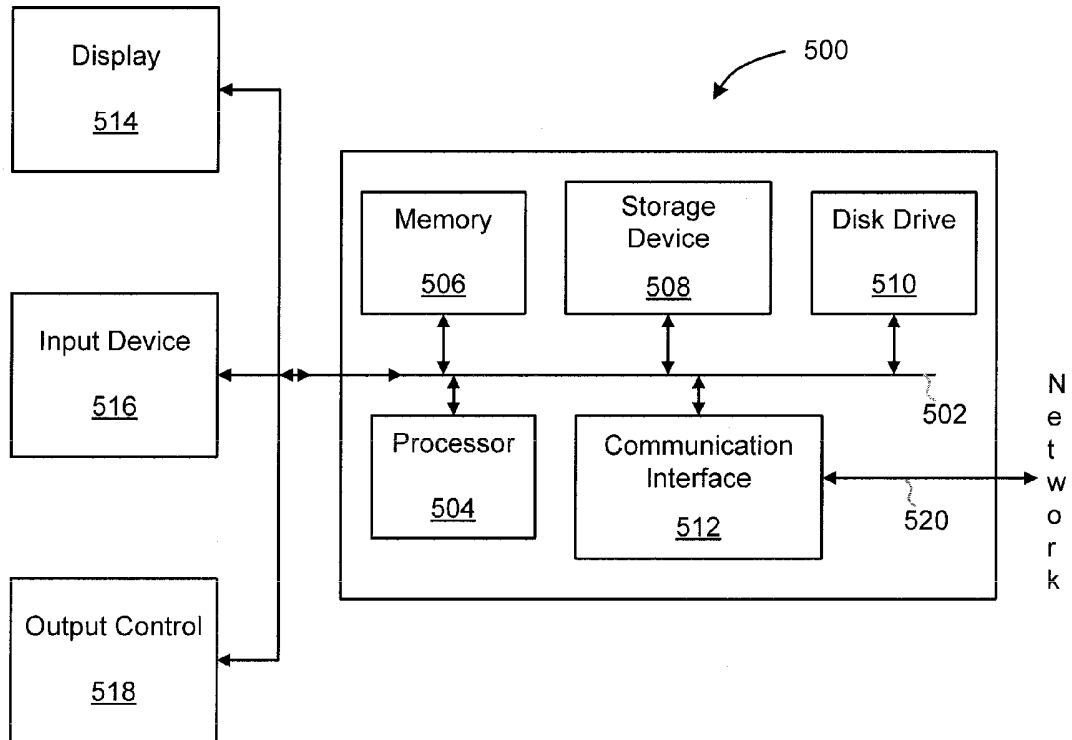 Display
514
500
Memory
506
Storage
Device
508
Disk Drive
510
Input Device
516
502
Processor
504
Communication
Interface
512
520
Network
Output Control
518